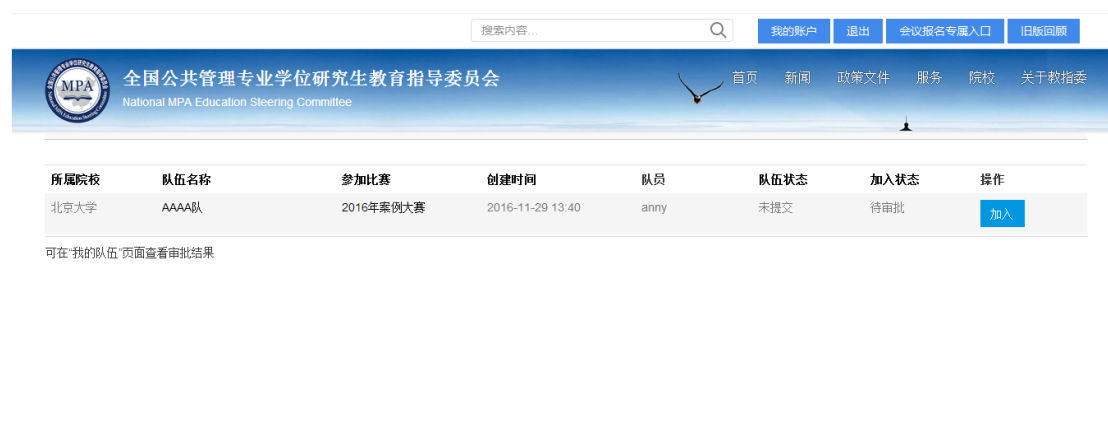 搜索内容...
我的账户 退出 会议报名专属入口 旧版回顾
MPA 全国公共管理专业学位研究生教育指导委员会
National MPA Education Steering Committee
首页 新闻 政策文件 服务 院校 关于教指委
所属院校 队伍名称 参加比赛 创建时间 队员 队伍状态 加入状态 操作
北京大学 AAAA队 2016年案例大赛 2016-11-29 13:40 anny 未提交 待审批 加入
可在“我的队伍”页面查看审批结果